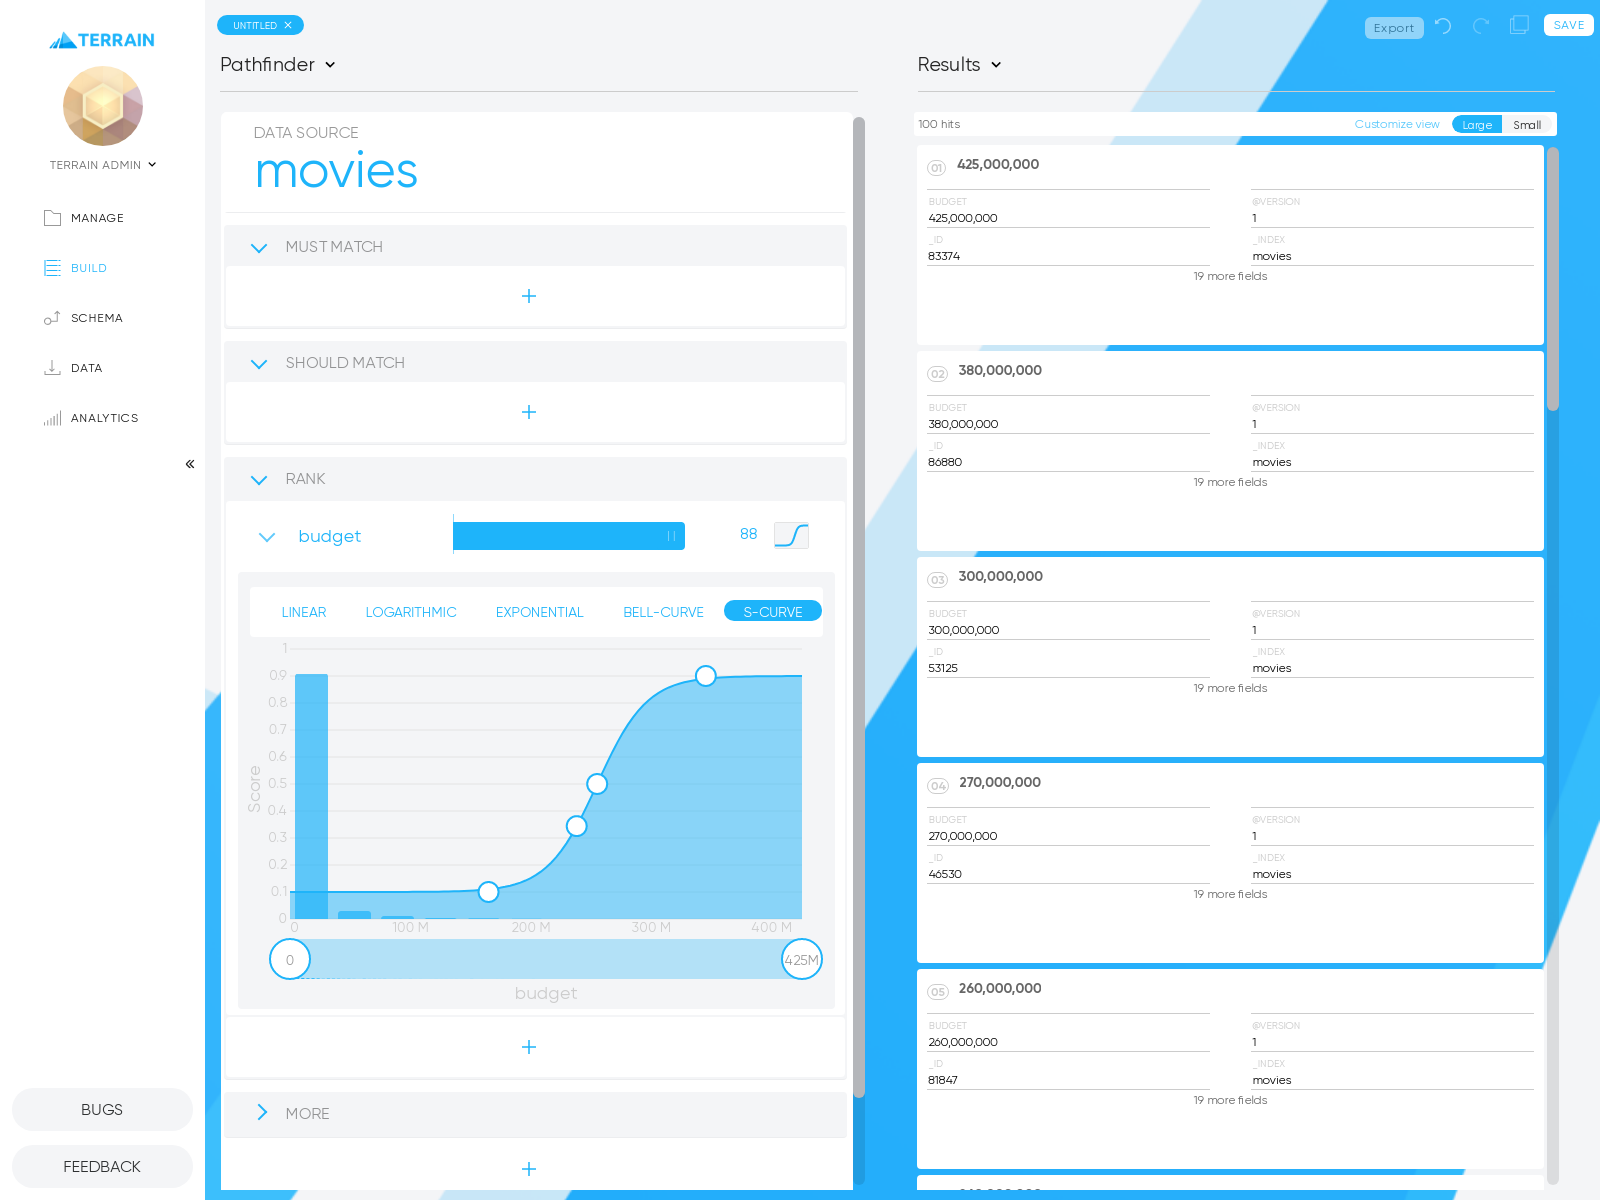 TERRAIN
TERRAIN ADMIN
MANAGE
BUILD
SCHEMA
DATA
ANALYTICS
BUGS
FEEDBACK
UNTITLED
Pathfinder
DATA SOURCE
movies
MUST MATCH
SHOULD MATCH
RANK
budget
88
LINEAR LOGARITHMIC EXPONENTIAL BELL-CURVE S-CURVE
1
0.9
0.8
0.7
0.6
0.5
0.4
0.3
0.2
0.1
0
Score
0 100 M 200 M 300 M 400 M
0 425M
budget
MORE
Export SAVE
Results
100 hits Customize view Large Small
01 425,000,000
BUDGET @VERSION
425,000,000 1
_ID _INDEX
83374 movies
19 more fields
02 380,000,000
BUDGET @VERSION
380,000,000 1
_ID _INDEX
86880 movies
19 more fields
03 300,000,000
BUDGET @VERSION
300,000,000 1
_ID _INDEX
53125 movies
19 more fields
04 270,000,000
BUDGET @VERSION
270,000,000 1
_ID _INDEX
46530 movies
19 more fields
05 260,000,000
BUDGET @VERSION
260,000,000 1
_ID _INDEX
81847 movies
19 more fields